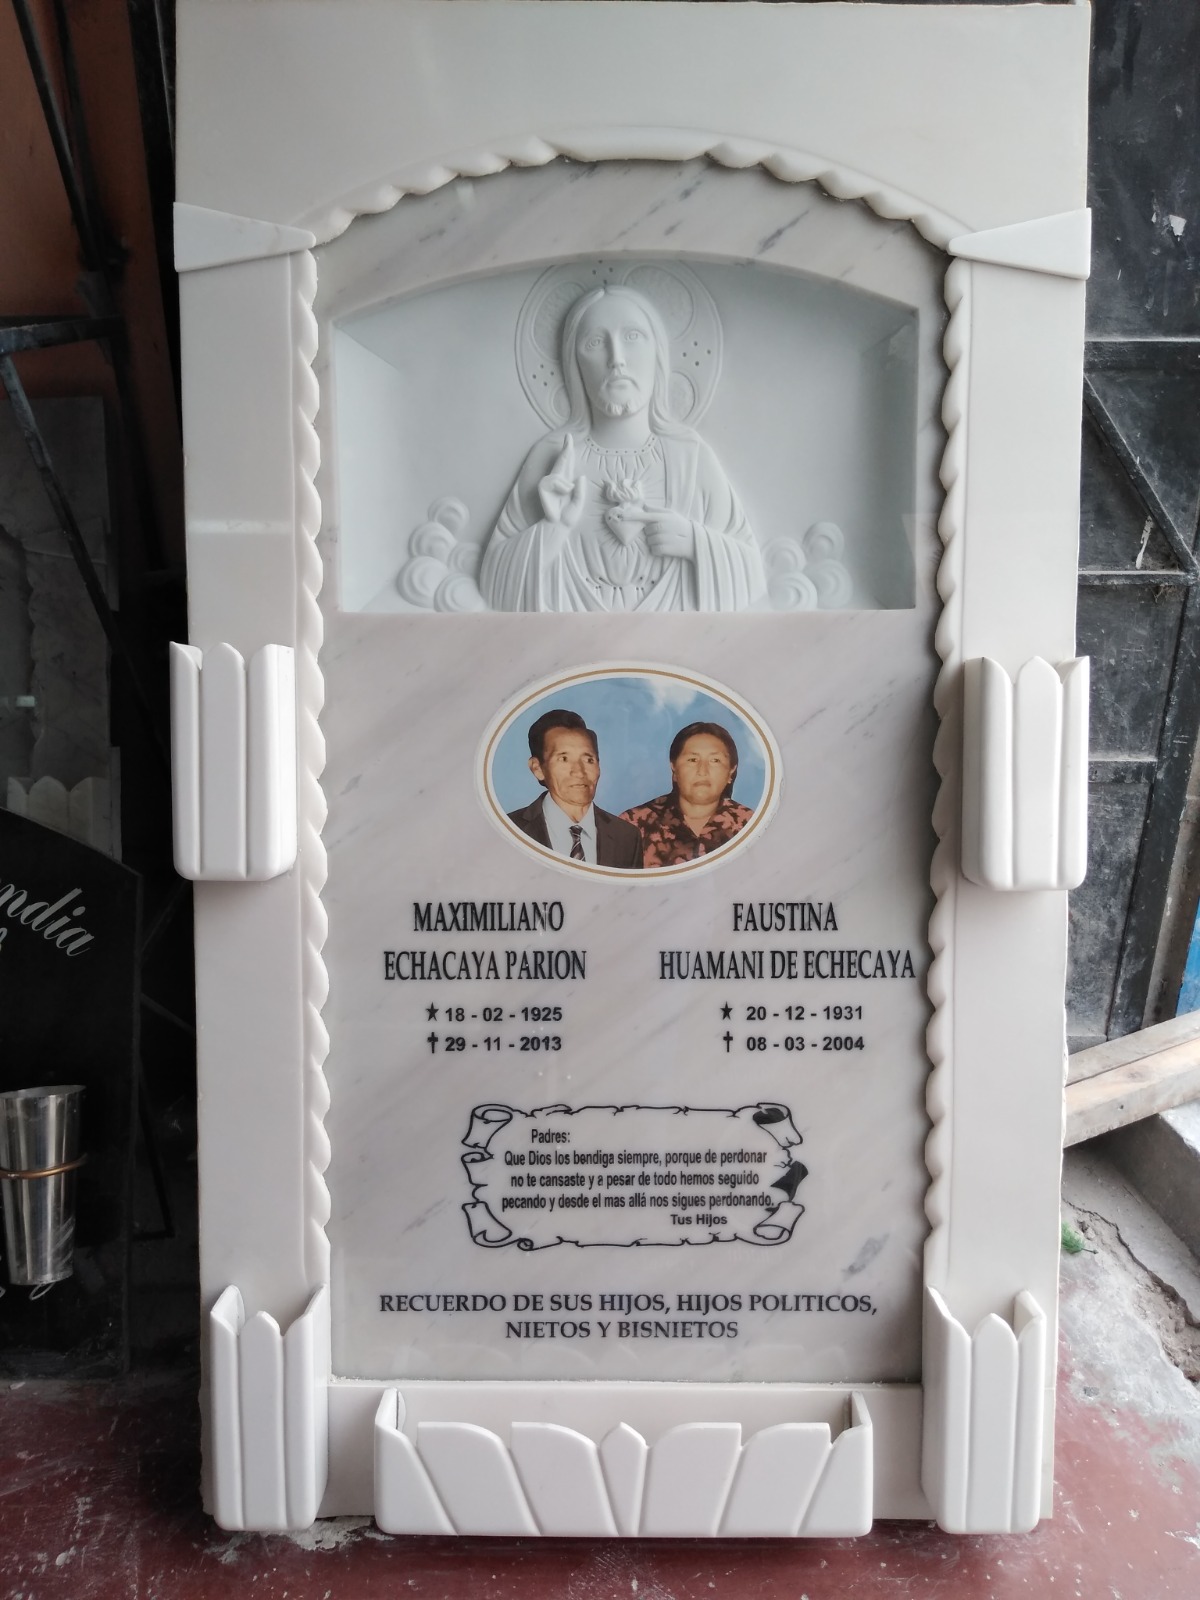 MAXIMILIANO
ECHACAYA PARION
★ 18 - 02 - 1925
✝ 29 - 11 - 2013
FAUSTINA
HUAMANI DE ECHECAYA
★ 20 - 12 - 1931
✝ 08 - 03 - 2004
Padres:
Que Dios los bendiga siempre, porque de perdonar
no te cansaste y a pesar de todo hemos seguido
pecando y desde el mas allá nos sigues perdonando.
Tus Hijos
RECUERDO DE SUS HIJOS, HIJOS POLITICOS,
NIETOS Y BISNIETOS